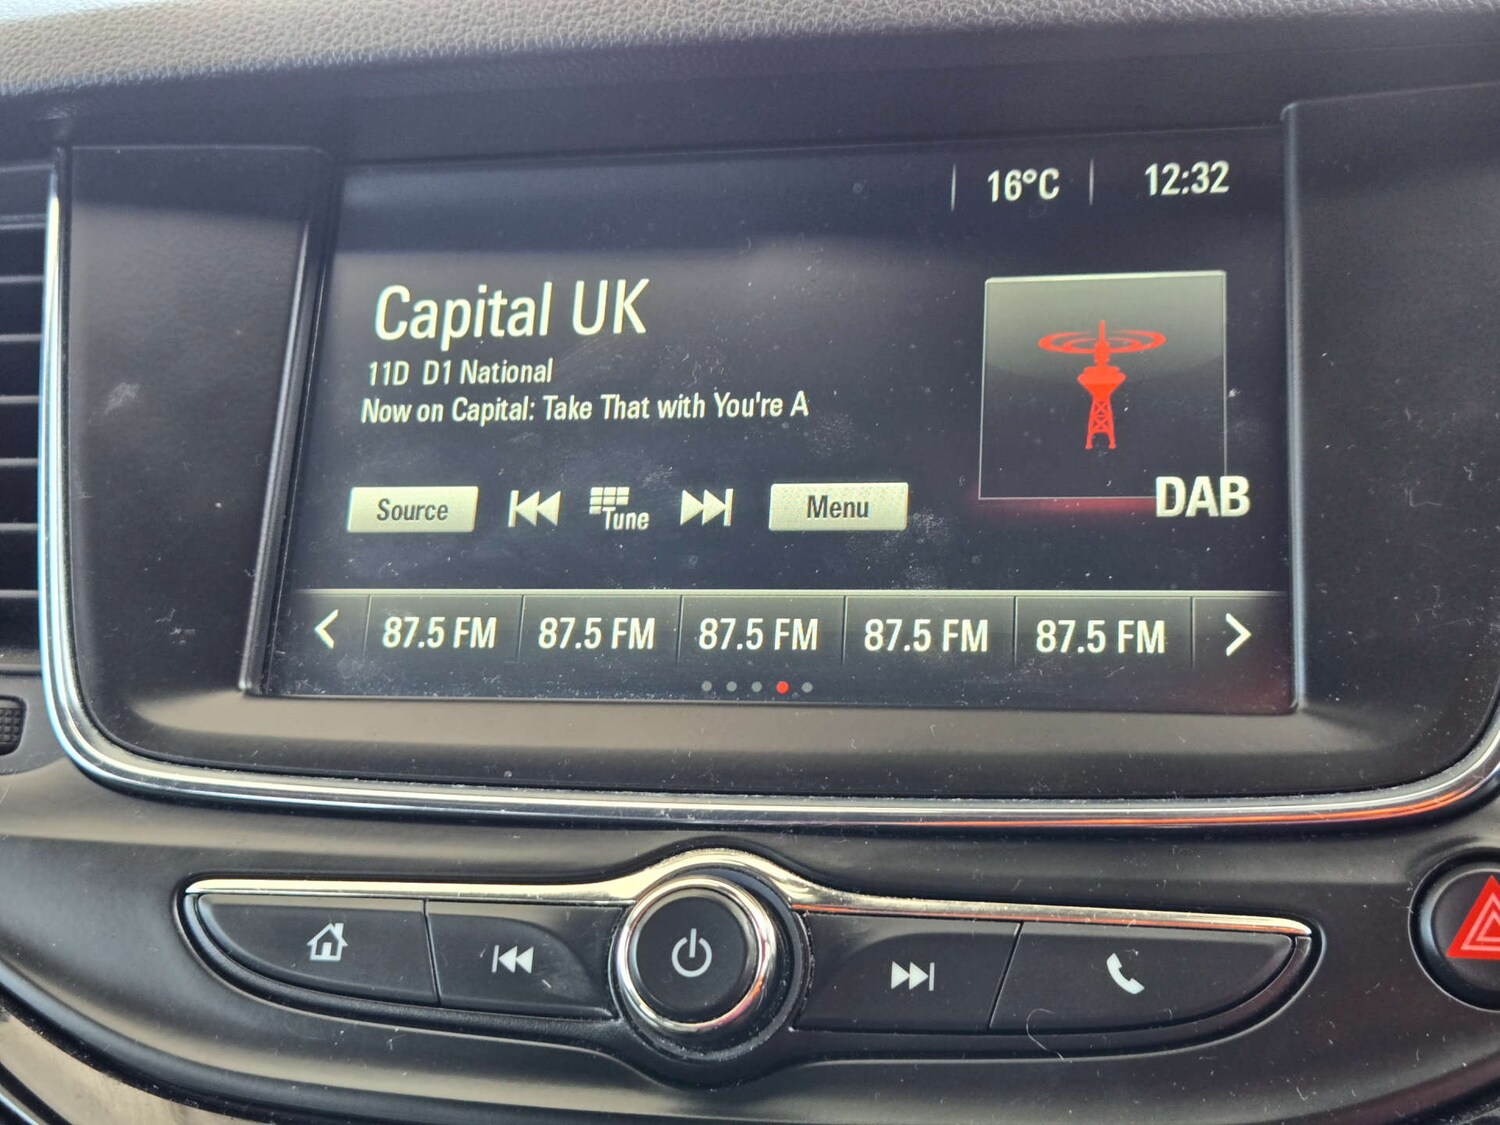 16°C 12:32
Capital UK
11D D1 National
Now on Capital: Take That with You're A
DAB
Source Tune Menu
87.5 FM 87.5 FM 87.5 FM 87.5 FM 87.5 FM